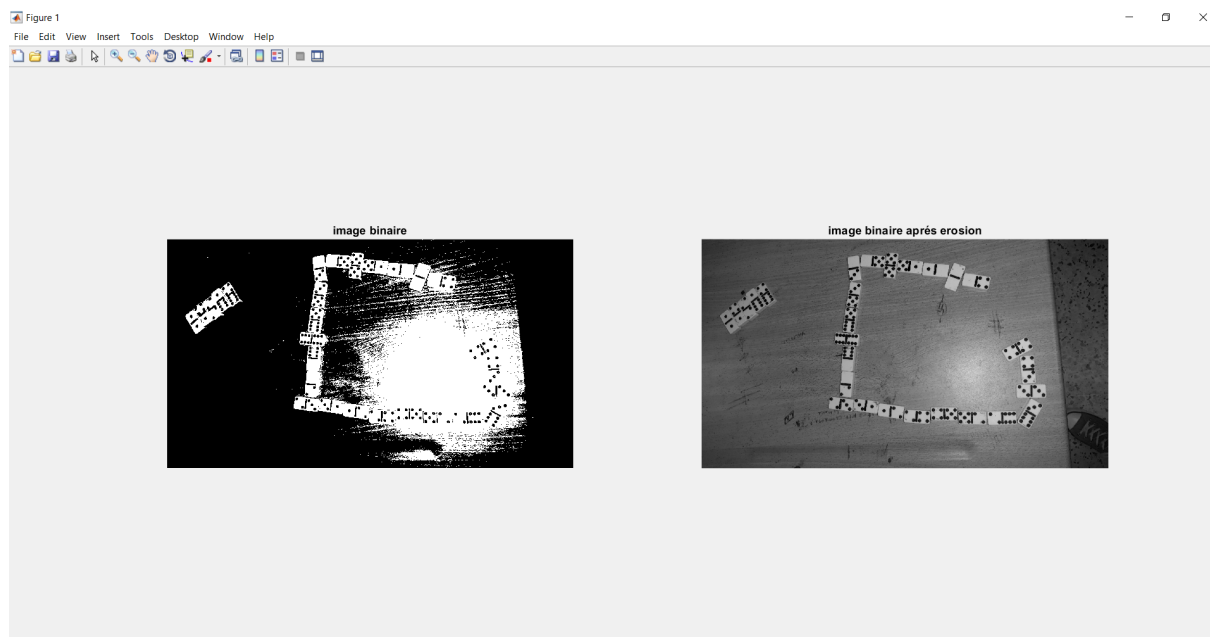 Figure 1
File Edit View Insert Tools Desktop Window Help
image binaire
image binaire aprés erosion